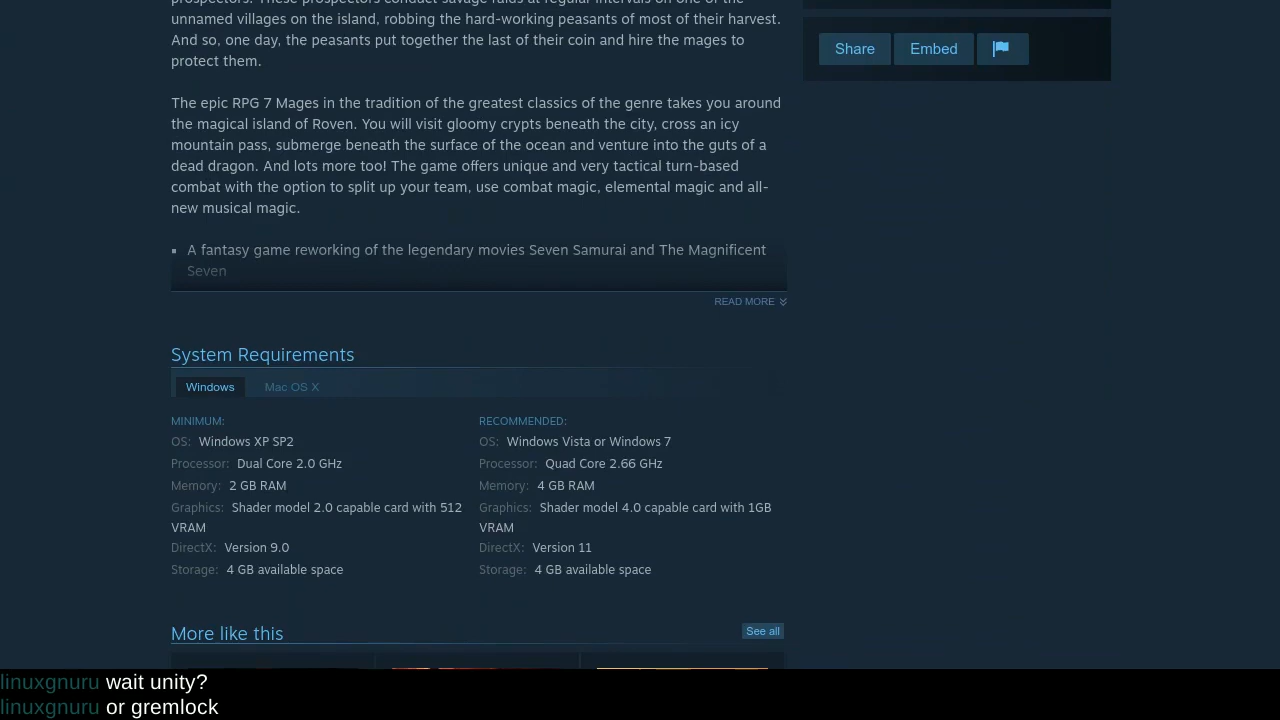 prospectors. These prospectors conduct savage raids at regular intervals on one of the
unnamed villages on the island, robbing the hard-working peasants of most of their harvest.
And so, one day, the peasants put together the last of their coin and hire the mages to
protect them.
The epic RPG 7 Mages in the tradition of the greatest classics of the genre takes you around
the magical island of Roven. You will visit gloomy crypts beneath the city, cross an icy
mountain pass, submerge beneath the surface of the ocean and venture into the guts of a
dead dragon. And lots more too! The game offers unique and very tactical turn-based
combat with the option to split up your team, use combat magic, elemental magic and all-
new musical magic.
▪ A fantasy game reworking of the legendary movies Seven Samurai and The Magnificent
Seven
READ MORE
Share Embed
System Requirements
Windows Mac OS X
MINIMUM:
OS: Windows XP SP2
Processor: Dual Core 2.0 GHz
Memory: 2 GB RAM
Graphics: Shader model 2.0 capable card with 512
VRAM
DirectX: Version 9.0
Storage: 4 GB available space
RECOMMENDED:
OS: Windows Vista or Windows 7
Processor: Quad Core 2.66 GHz
Memory: 4 GB RAM
Graphics: Shader model 4.0 capable card with 1GB
VRAM
DirectX: Version 11
Storage: 4 GB available space
More like this
See all
linuxgnuru wait unity?
linuxgnuru or gremlock